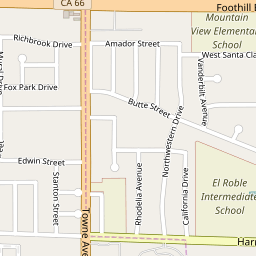 CA 66
Foothill B
Mountain
View Elementary
School
Richbrook Drive
Amador Street
West Santa Cla
Fox Park Drive
Vanderbilt Avenue
Butte Street
Northwestern Drive
Edwin Street
Stanton Street
Towne Ave
Rhodelia Avenue
California Drive
El Roble
Intermediate
School
Harr